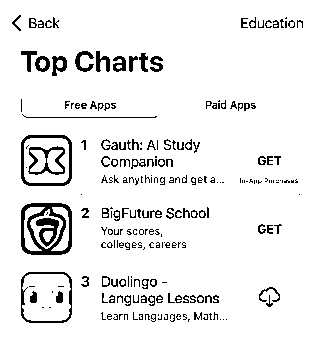 Back
Education
Top Charts
Free Apps
Paid Apps
1
Gauth: AI Study
Companion
Ask anything and get a...
GET
In-App Purchases
2
BigFuture School
Your scores,
colleges, careers
GET
3
Duolingo -
Language Lessons
Learn Languages, Math...